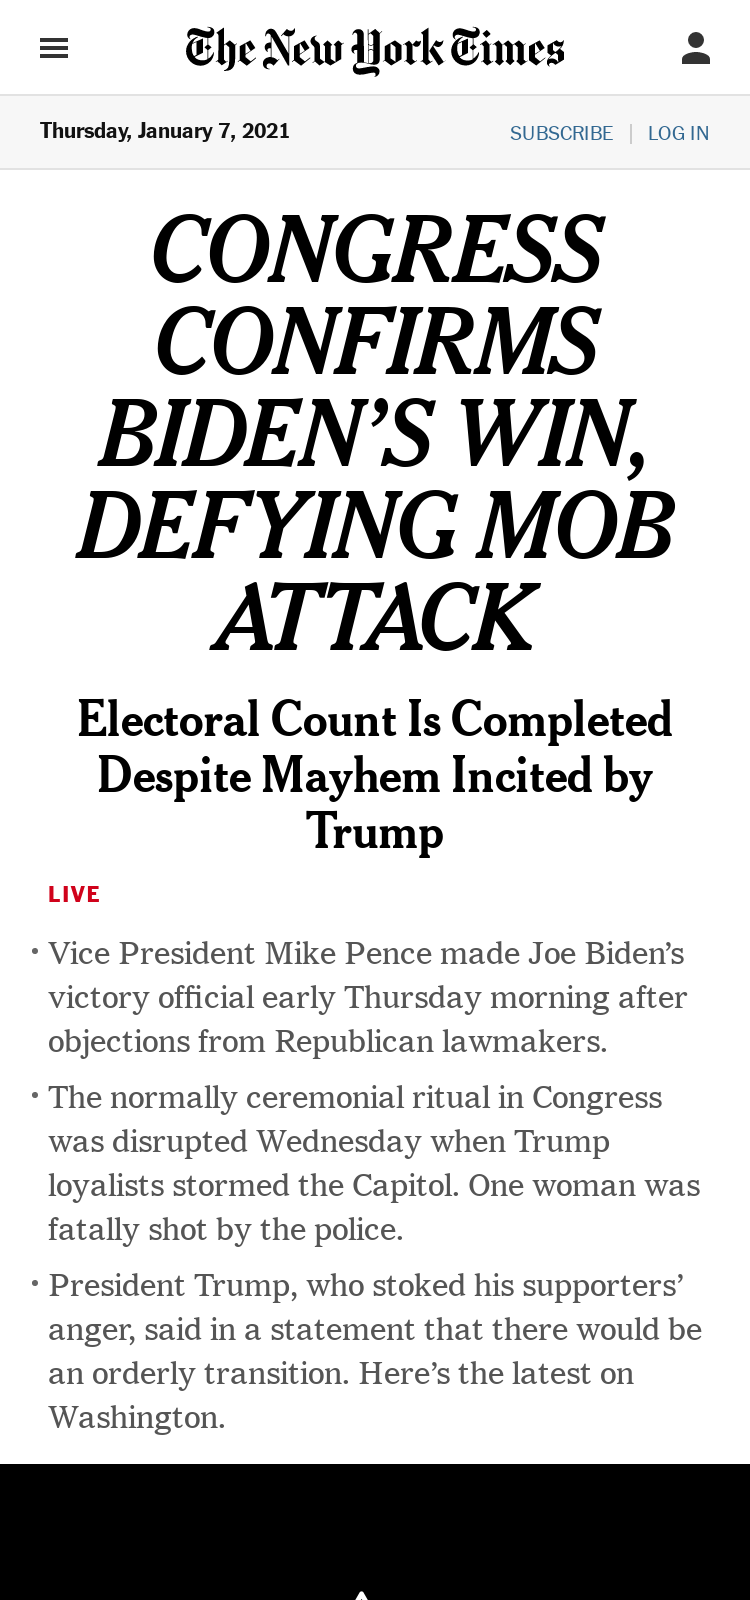 The New York Times
Thursday, January 7, 2021
SUBSCRIBE | LOG IN
CONGRESS
CONFIRMS
BIDEN’S WIN,
DEFYING MOB
ATTACK
Electoral Count Is Completed
Despite Mayhem Incited by
Trump
LIVE
• Vice President Mike Pence made Joe Biden’s
victory official early Thursday morning after
objections from Republican lawmakers.
• The normally ceremonial ritual in Congress
was disrupted Wednesday when Trump
loyalists stormed the Capitol. One woman was
fatally shot by the police.
• President Trump, who stoked his supporters’
anger, said in a statement that there would be
an orderly transition. Here’s the latest on
Washington.